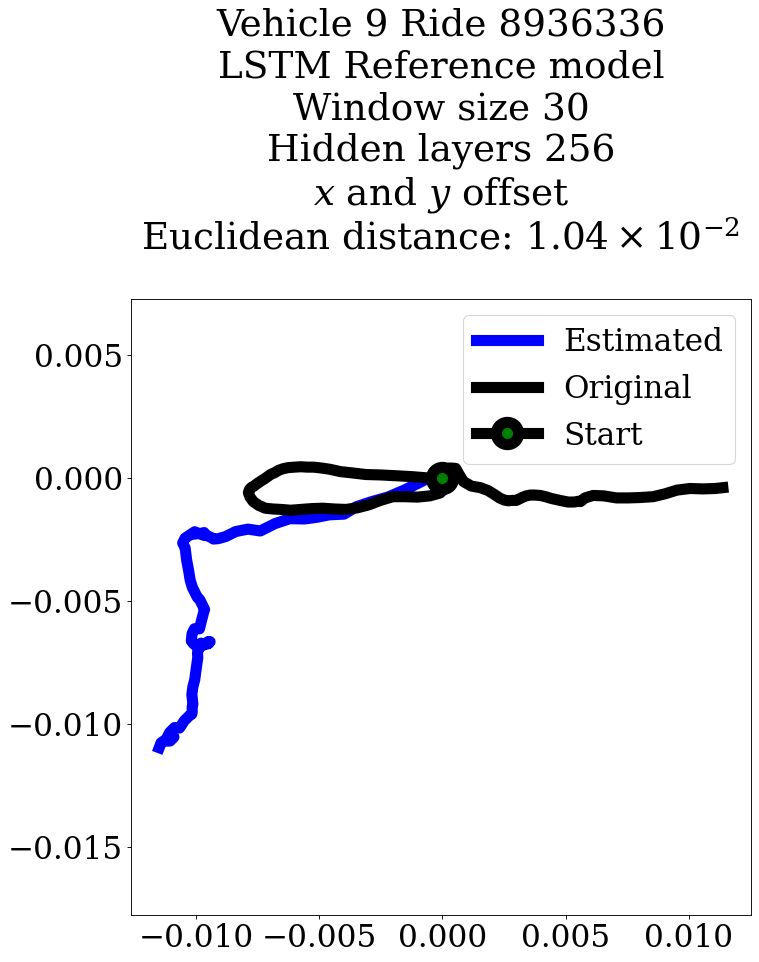 Vehicle 9 Ride 8936336
LSTM Reference model
Window size 30
Hidden layers 256
x and y offset
Euclidean distance: 1.04 × 10⁻²
Estimated
Original
Start
0.005
0.000
−0.005
−0.010
−0.015
−0.010 −0.005 0.000 0.005 0.010